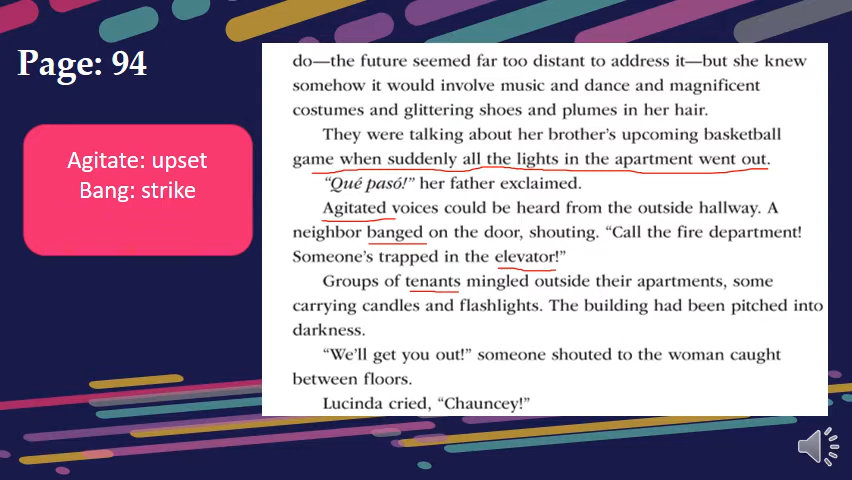 Page: 94
Agitate: upset
Bang: strike
do—the future seemed far too distant to address it—but she knew
somehow it would involve music and dance and magnificent
costumes and glittering shoes and plumes in her hair.
They were talking about her brother's upcoming basketball
game when suddenly all the lights in the apartment went out.
"Qué pasó!" her father exclaimed.
Agitated voices could be heard from the outside hallway. A
neighbor banged on the door, shouting. "Call the fire department!
Someone's trapped in the elevator!"
Groups of tenants mingled outside their apartments, some
carrying candles and flashlights. The building had been pitched into
darkness.
"We'll get you out!" someone shouted to the woman caught
between floors.
Lucinda cried, "Chauncey!"